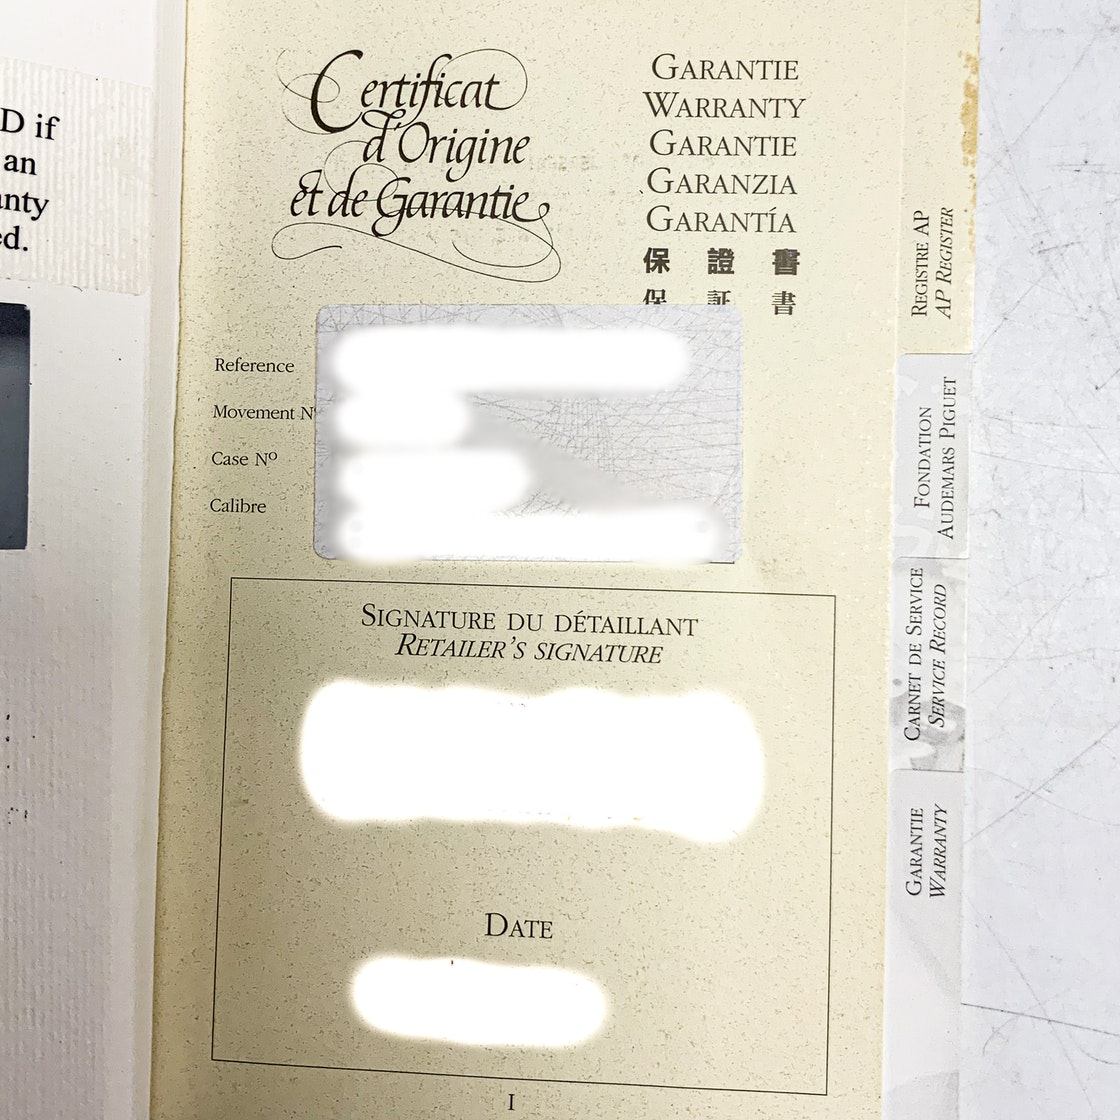 D if
an
ed.
Certificat
d'Origine
et de Garantie
GARANTIE
WARRANTY
GARANTIE
GARANZIA
GARANTÍA
保 證 書
保 証 書
Reference
Movement Nº
Case Nº
Calibre
SIGNATURE DU DÉTAILLANT
RETAILER'S SIGNATURE
DATE
1
REGISTRE AP
AP REGISTER
FONDATION
AUDEMARS PIGUET
CARNET DE SERVICE
SERVICE RECORD
GARANTIE
WARRANTY